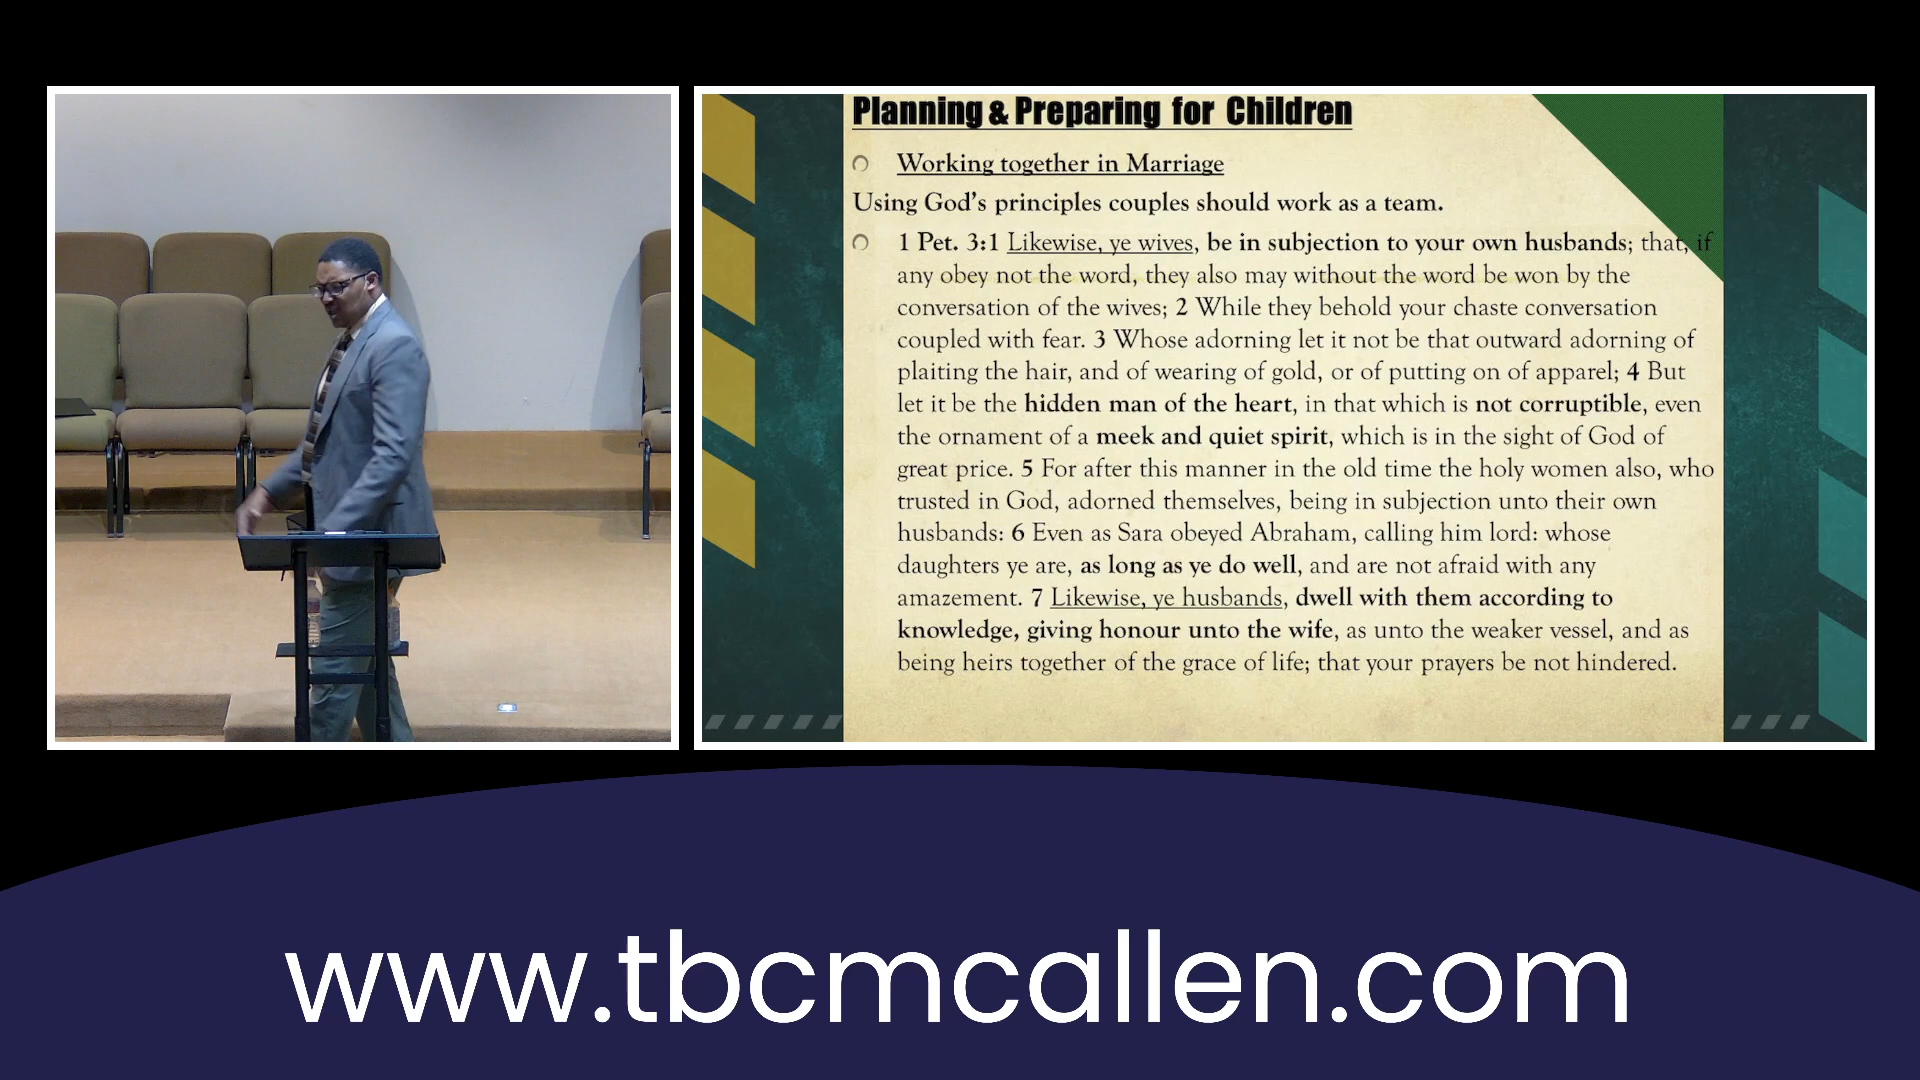 Planning & Preparing for Children
Working together in Marriage
Using God's principles couples should work as a team.
1 Pet. 3:1 Likewise, ye wives, be in subjection to your own husbands; that, if
any obey not the word, they also may without the word be won by the
conversation of the wives; 2 While they behold your chaste conversation
coupled with fear. 3 Whose adorning let it not be that outward adorning of
plaiting the hair, and of wearing of gold, or of putting on of apparel; 4 But
let it be the hidden man of the heart, in that which is not corruptible, even
the ornament of a meek and quiet spirit, which is in the sight of God of
great price. 5 For after this manner in the old time the holy women also, who
trusted in God, adorned themselves, being in subjection unto their own
husbands: 6 Even as Sara obeyed Abraham, calling him lord: whose
daughters ye are, as long as ye do well, and are not afraid with any
amazement. 7 Likewise, ye husbands, dwell with them according to
knowledge, giving honour unto the wife, as unto the weaker vessel, and as
being heirs together of the grace of life; that your prayers be not hindered.
www.tbcmcallen.com